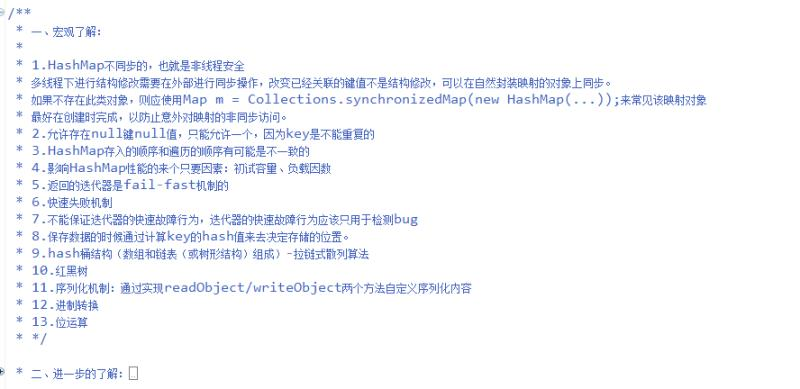 /**
* 一、宏观了解：
*
* 1.HashMap不同步的，也就是非线程安全
* 多线程下进行结构修改需要在外部进行同步操作，改变已经关联的键值不是结构修改，可以在自然封装映射的对象上同步。
* 如果不存在此类对象，则应使用Map m = Collections.synchronizedMap(new HashMap(...));来常见该映射对象
* 最好在创建时完成，以防止意外对映射的非同步访问。
* 2.允许存在null键null值，只能允许一个，因为key是不能重复的
* 3.HashMap存入的顺序和遍历的顺序有可能是不一致的
* 4.影响HashMap性能的来个只要因素：初试容量、负载因数
* 5.返回的迭代器是fail-fast机制的
* 6.快速失败机制
* 7.不能保证迭代器的快速故障行为，迭代器的快速故障行为应该只用于检测bug
* 8.保存数据的时候通过计算key的hash值来去决定存储的位置。
* 9.hash桶结构（数组和链表（或树形结构）组成）-拉链式散列算法
* 10.红黑树
* 11.序列化机制：通过实现readObject/writeObject两个方法自定义序列化内容
* 12.进制转换
* 13.位运算
* */
* 二、进一步的了解：